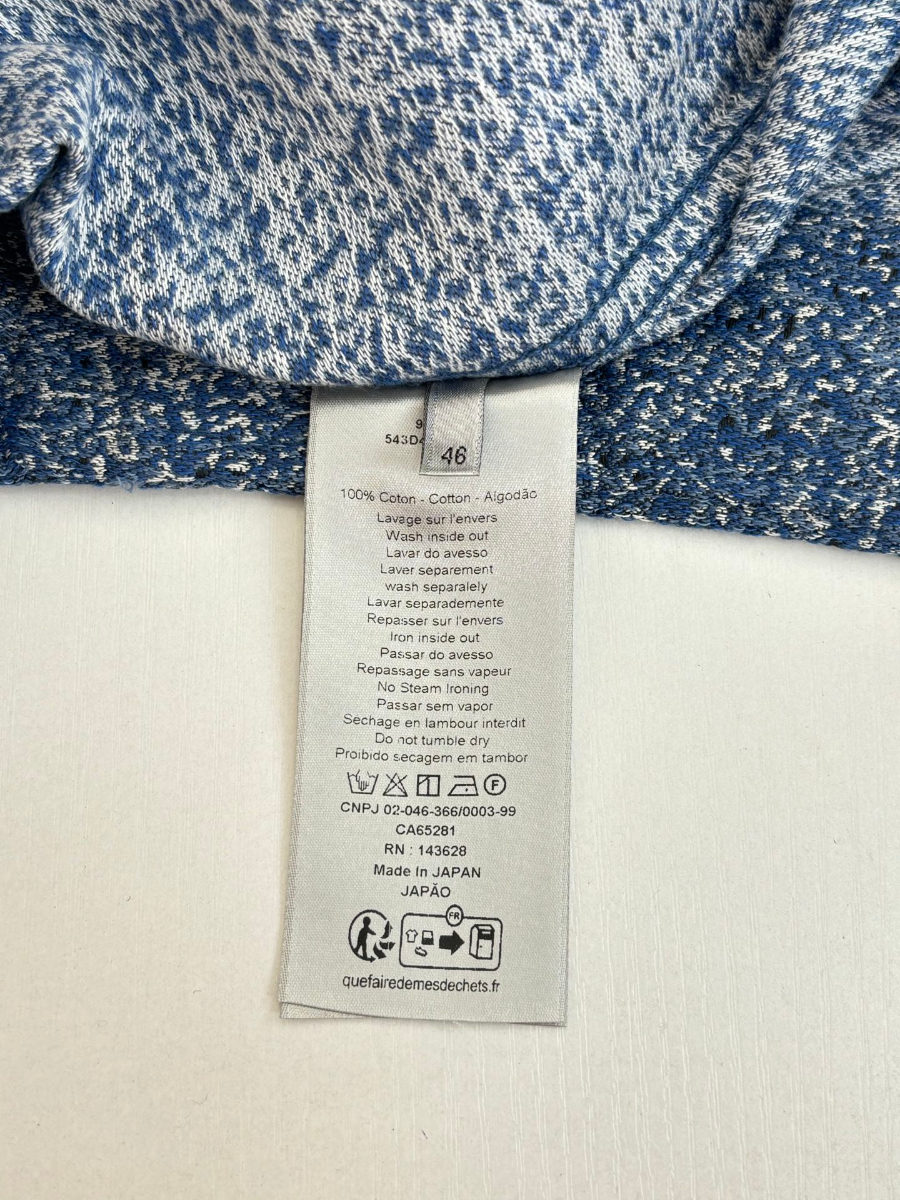 9
543D4
46
100% Coton - Cotton - Algodão
Lavage sur l'envers
Wash inside out
Lavar do avesso
Laver separement
wash separalely
Lavar separademente
Repasser sur l'envers
Iron inside out
Passar do avesso
Repassage sans vapeur
No Steam Ironing
Passar sem vapor
Sechage en lambour interdit
Do not tumble dry
Proibido secagem em tambor
F
CNPJ 02-046-366/0003-99
CA65281
RN : 143628
Made In JAPAN
JAPÃO
FR
quefairedemesdechets.fr